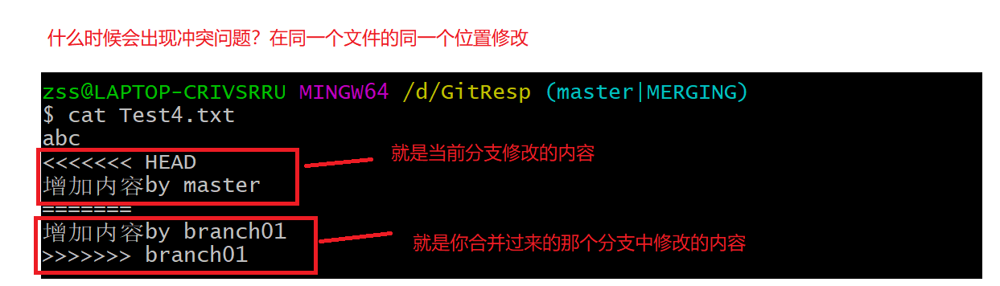 什么时候会出现冲突问题？在同一个文件的同一个位置修改
zss@LAPTOP-CRIVSRRU MINGW64 /d/GitResp (master|MERGING)
$ cat Test4.txt
abc
<<<<<<< HEAD
就是当前分支修改的内容
增加内容by master
=======
增加内容by branch01
就是你合并过来的那个分支中修改的内容
>>>>>>> branch01